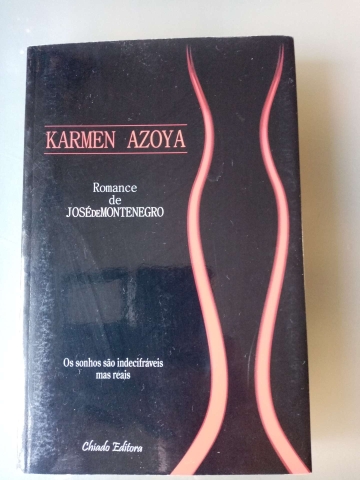 KARMEN AZOYA
Romance
de
JOSÉDEMONTENEGRO
Os sonhos são indecifráveis
mas reais
Chiado Editora